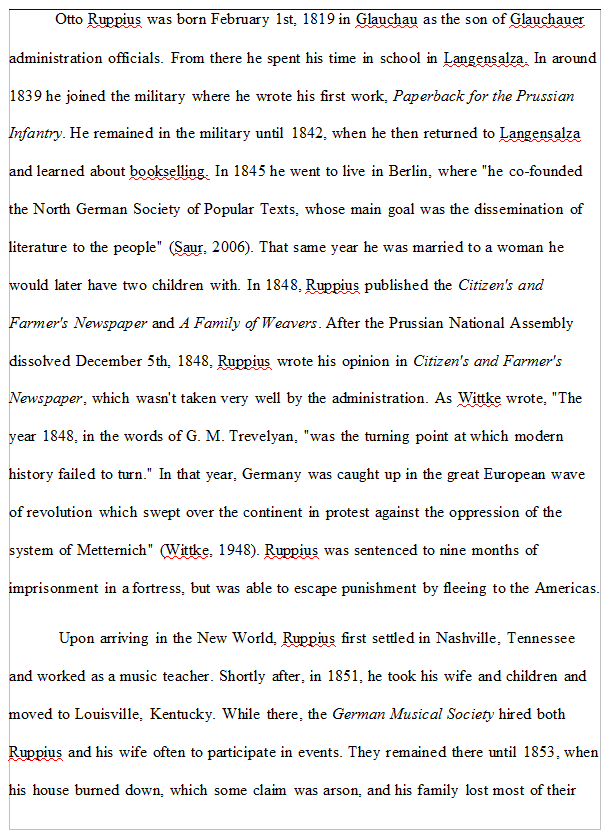 Otto Ruppius was born February 1st, 1819 in Glauchau as the son of Glauchauer
administration officials. From there he spent his time in school in Langensalza. In around
1839 he joined the military where he wrote his first work, Paperback for the Prussian
Infantry. He remained in the military until 1842, when he then returned to Langensalza
and learned about bookselling. In 1845 he went to live in Berlin, where "he co-founded
the North German Society of Popular Texts, whose main goal was the dissemination of
literature to the people" (Saur, 2006). That same year he was married to a woman he
would later have two children with. In 1848, Ruppius published the Citizen's and
Farmer's Newspaper and A Family of Weavers. After the Prussian National Assembly
dissolved December 5th, 1848, Ruppius wrote his opinion in Citizen's and Farmer's
Newspaper, which wasn't taken very well by the administration. As Wittke wrote, "The
year 1848, in the words of G. M. Trevelyan, "was the turning point at which modern
history failed to turn." In that year, Germany was caught up in the great European wave
of revolution which swept over the continent in protest against the oppression of the
system of Metternich" (Wittke, 1948). Ruppius was sentenced to nine months of
imprisonment in a fortress, but was able to escape punishment by fleeing to the Americas.
Upon arriving in the New World, Ruppius first settled in Nashville, Tennessee
and worked as a music teacher. Shortly after, in 1851, he took his wife and children and
moved to Louisville, Kentucky. While there, the German Musical Society hired both
Ruppius and his wife often to participate in events. They remained there until 1853, when
his house burned down, which some claim was arson, and his family lost most of their